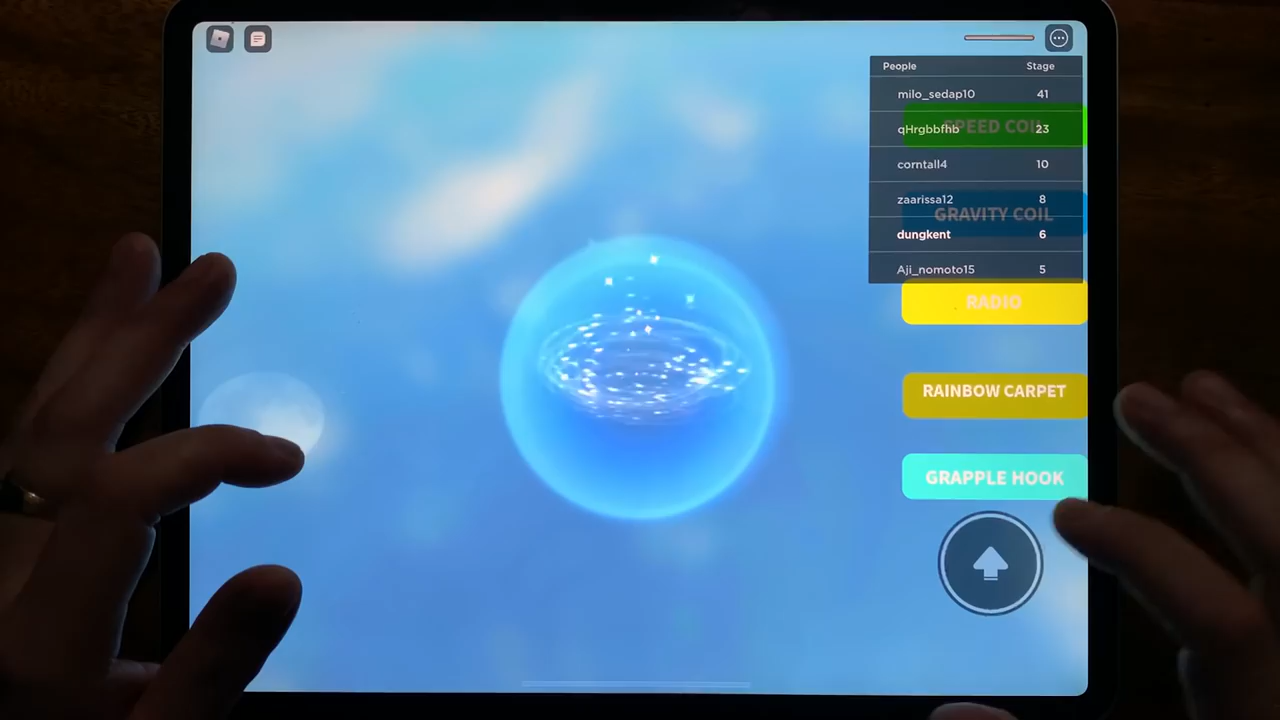 People Stage
milo_sedap10 41
SPEED COIL
qHrgbbfhb 23
corntall4 10
zaarissa12 8
GRAVITY COIL
dungkent 6
Aji_nomoto15 5
RADIO
RAINBOW CARPET
GRAPPLE HOOK